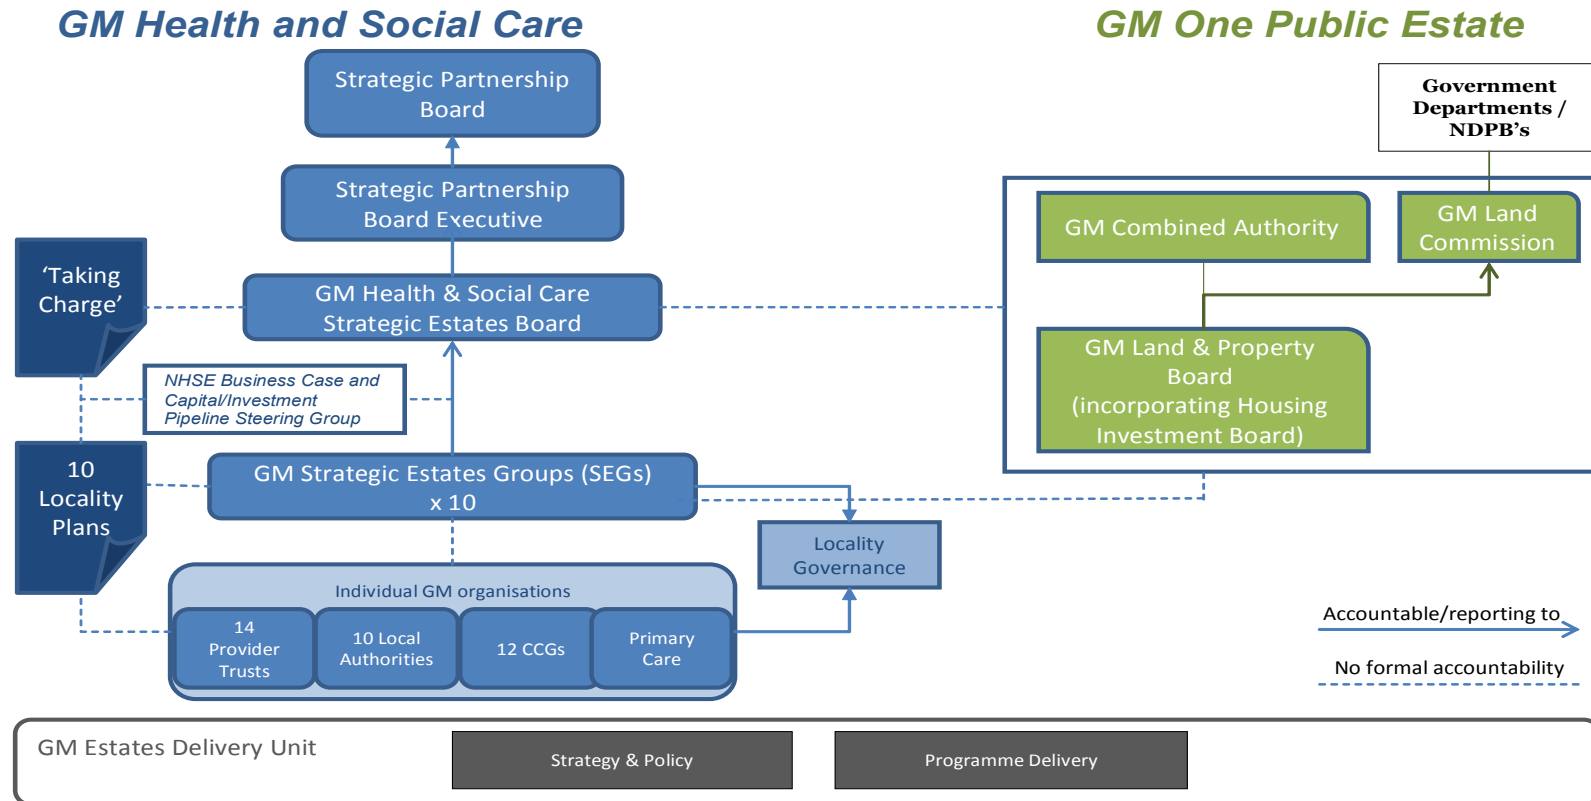 GM Health and Social Care
GM One Public Estate
Strategic Partnership
Board
Government
Departments /
NDPB's
Strategic Partnership
Board Executive
GM Combined Authority
GM Land
Commission
'Taking
Charge'
GM Health & Social Care
Strategic Estates Board
GM Land & Property
Board
(incorporating Housing
Investment Board)
NHSE Business Case and
Capital/Investment
Pipeline Steering Group
10
Locality
Plans
GM Strategic Estates Groups (SEGs)
x 10
Locality
Governance
Individual GM organisations
14
Provider
Trusts
10 Local
Authorities
12 CCGs
Primary
Care
Accountable/reporting to
No formal accountability
GM Estates Delivery Unit
Strategy & Policy
Programme Delivery